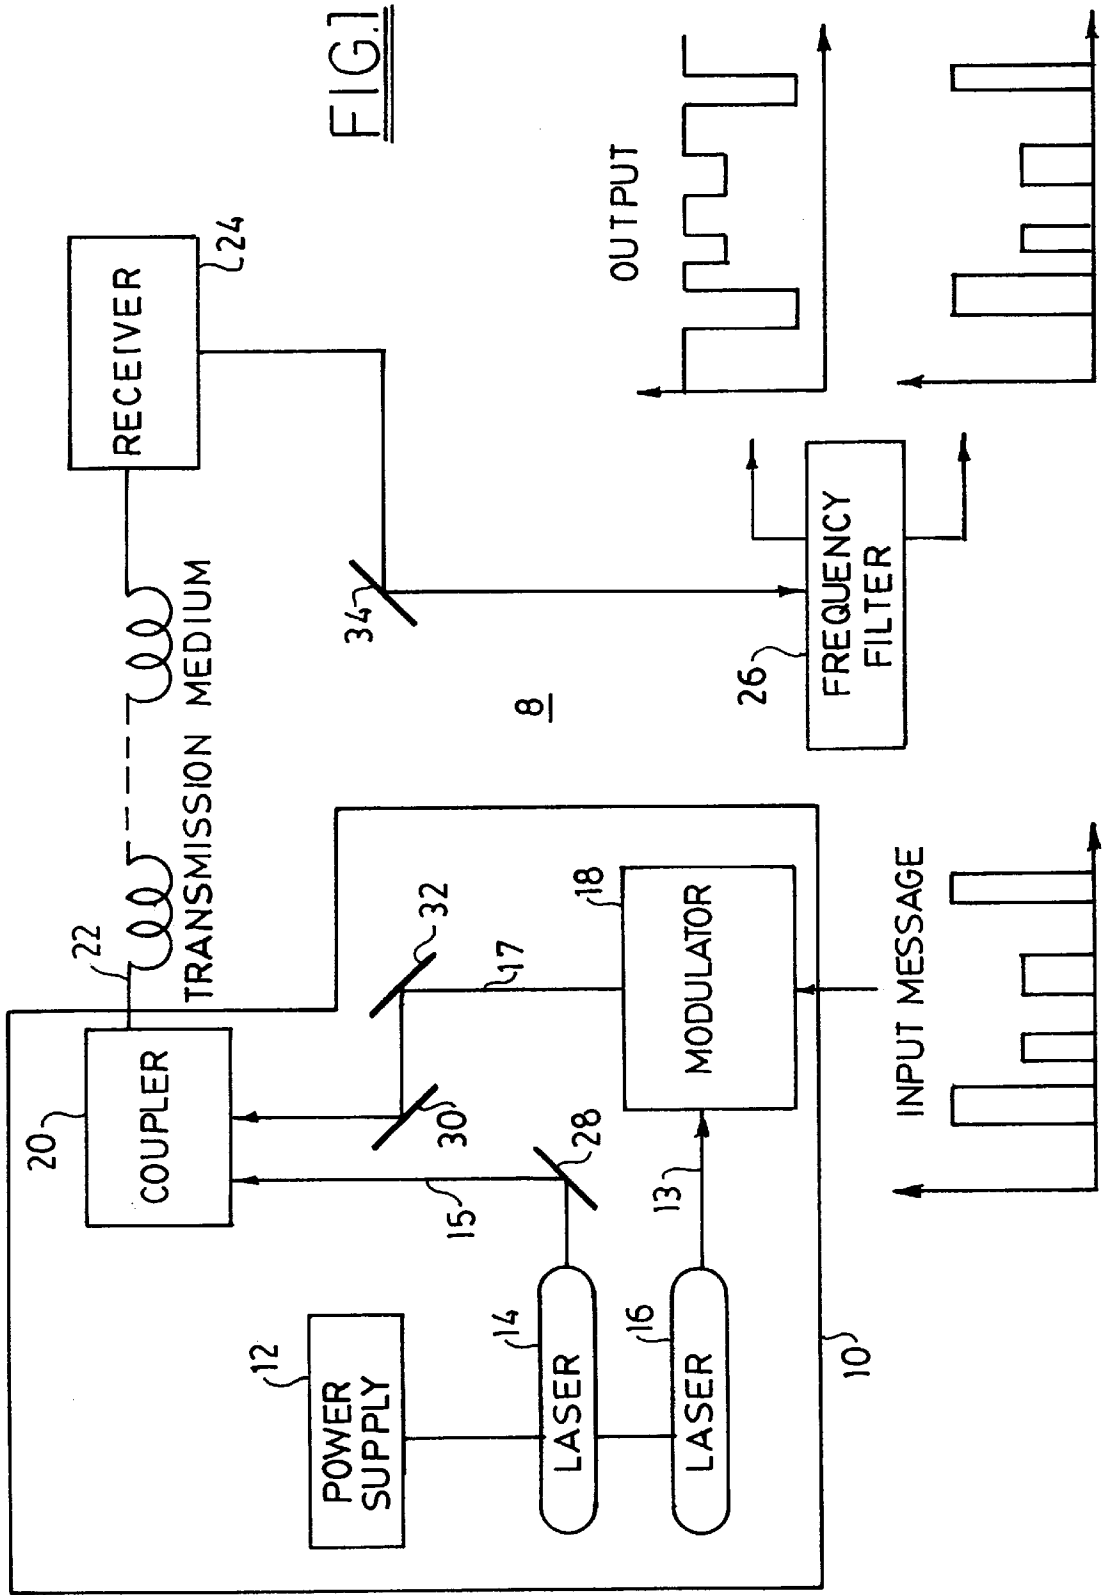 FIG.1
20
COUPLER
22
TRANSMISSION MEDIUM
RECEIVER
24
12
POWER
SUPPLY
15
30
32
17
34
8
14
LASER
28
16
LASER
13
18
MODULATOR
10
26
FREQUENCY
FILTER
OUTPUT
INPUT MESSAGE